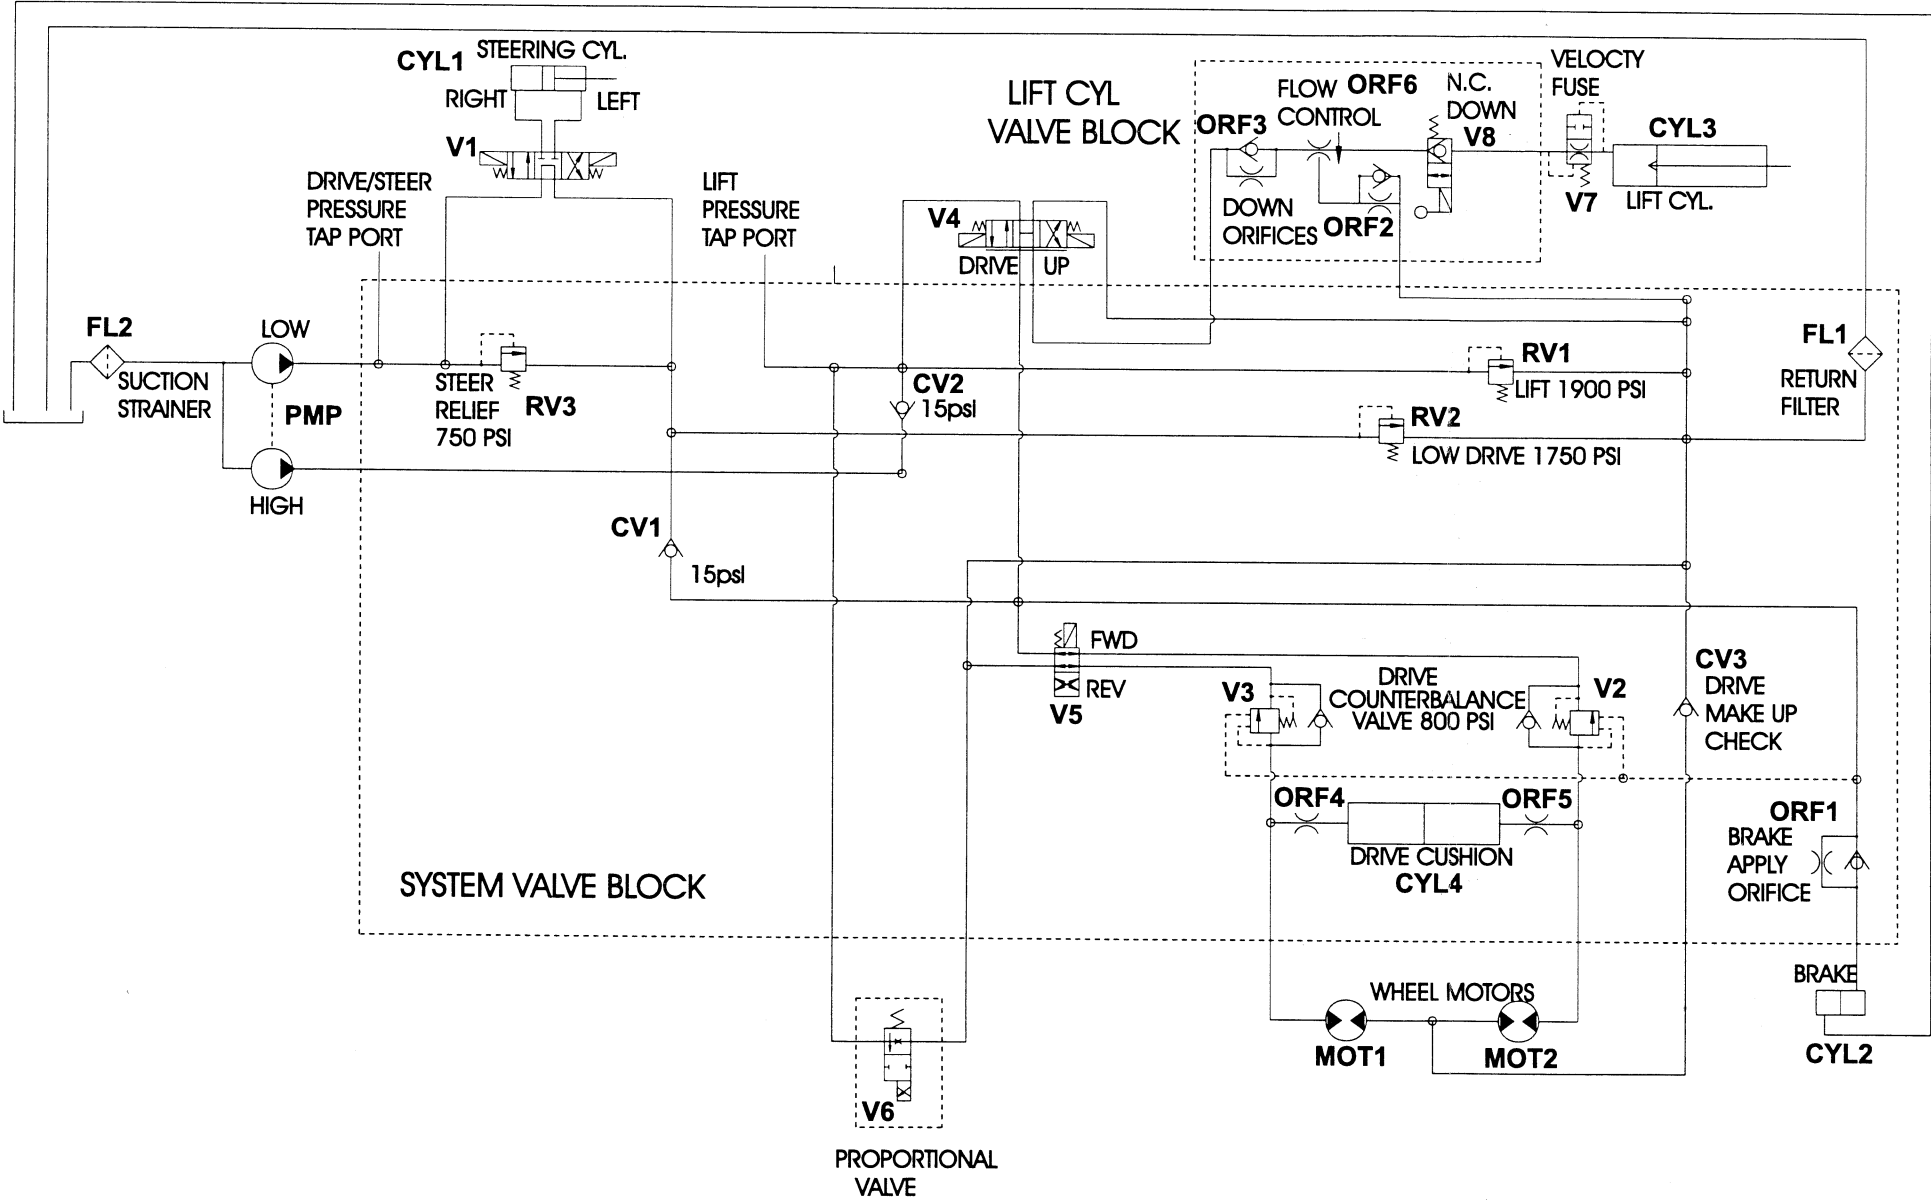 CYL1
STEERING CYL.
RIGHT
LEFT
V1
DRIVE/STEER
PRESSURE
TAP PORT
LIFT
PRESSURE
TAP PORT
LIFT CYL
VALVE BLOCK
V4
DRIVE
UP
ORF3
FLOW
CONTROL
ORF6
N.C.
DOWN
V8
DOWN
ORIFICES
ORF2
VELOCTY
FUSE
V7
CYL3
LIFT CYL.
FL2
SUCTION
STRAINER
LOW
PMP
HIGH
STEER
RELIEF
750 PSI
RV3
CV2
15psi
RV1
LIFT 1900 PSI
RV2
LOW DRIVE 1750 PSI
FL1
RETURN
FILTER
CV1
15psi
FWD
REV
V5
V3
DRIVE
COUNTERBALANCE
VALVE 800 PSI
V2
CV3
DRIVE
MAKE UP
CHECK
ORF4
ORF5
DRIVE CUSHION
CYL4
ORF1
BRAKE
APPLY
ORIFICE
SYSTEM VALVE BLOCK
WHEEL MOTORS
MOT1
MOT2
BRAKE
CYL2
V6
PROPORTIONAL
VALVE